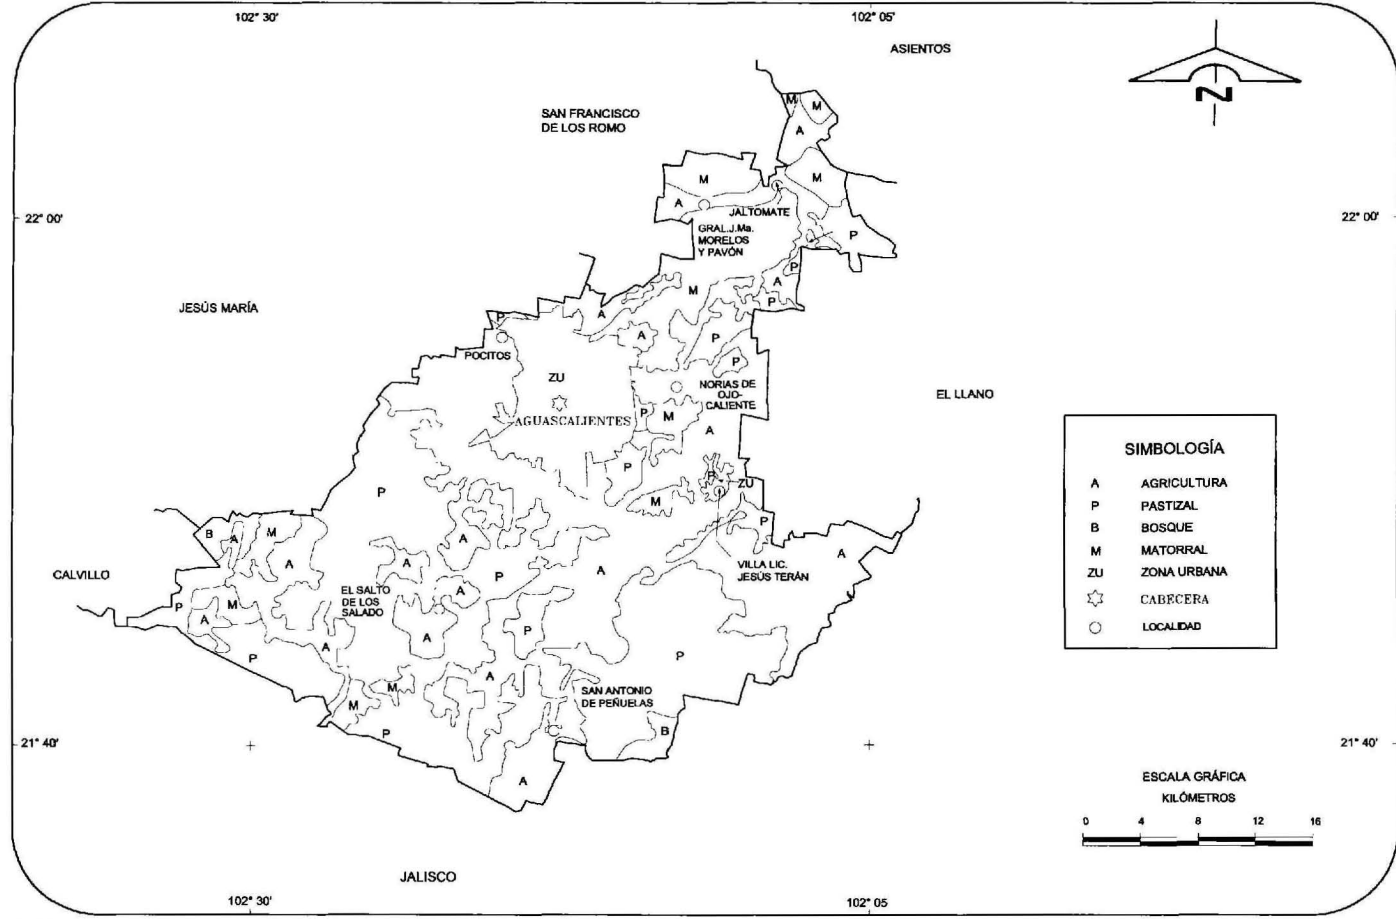 102° 30'
102° 05'
ASIENTOS
N
SAN FRANCISCO
DE LOS ROMO
M
M
A
M
M
A
JALTOMATE
22° 00'
22° 00'
GRAL.J.Ma.
MORELOS
Y PAVÓN
P
P
A
M
P
JESÚS MARÍA
P
A
A
P
POCITOS
P
ZU
NORIAS DE
OJO-
CALIENTE
EL LLANO
AGUASCALIENTES
P
M
A
P
P
ZU
P
M
P
B
A
M
A
A
A
P
A
A
CALVILLO
VILLA LIC.
JESÚS TERÁN
EL SALTO
DE LOS
SALADO
A
P
M
A
A
P
A
P
P
A
M
SAN ANTONIO
DE PEÑUELAS
M
P
B
A
21° 40'
21° 40'
SIMBOLOGÍA
A AGRICULTURA
P PASTIZAL
B BOSQUE
M MATORRAL
ZU ZONA URBANA
CABECERA
LOCALIDAD
ESCALA GRÁFICA
KILÓMETROS
0 4 8 12 16
JALISCO
102° 30'
102° 05'